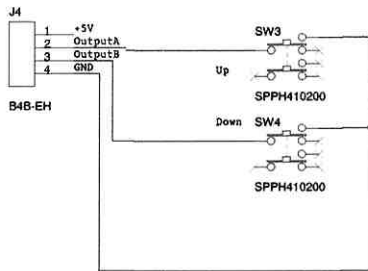 J4
1 +5V
2 OutputA
3 OutputB
4 GND
B4B-EH
SW3
Up
SPPH410200
Down SW4
SPPH410200